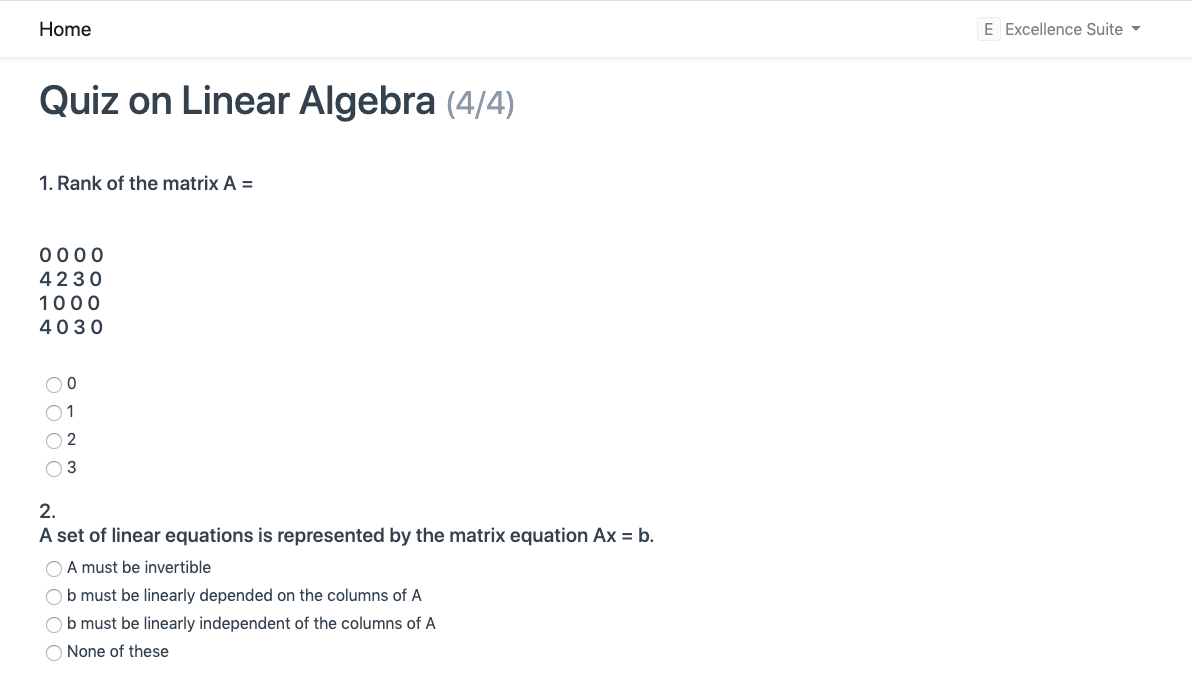 Home
E Excellence Suite
Quiz on Linear Algebra (4/4)
1. Rank of the matrix A =
0 0 0 0
4 2 3 0
1 0 0 0
4 0 3 0
0
1
2
3
2.
A set of linear equations is represented by the matrix equation Ax = b.
A must be invertible
b must be linearly depended on the columns of A
b must be linearly independent of the columns of A
None of these